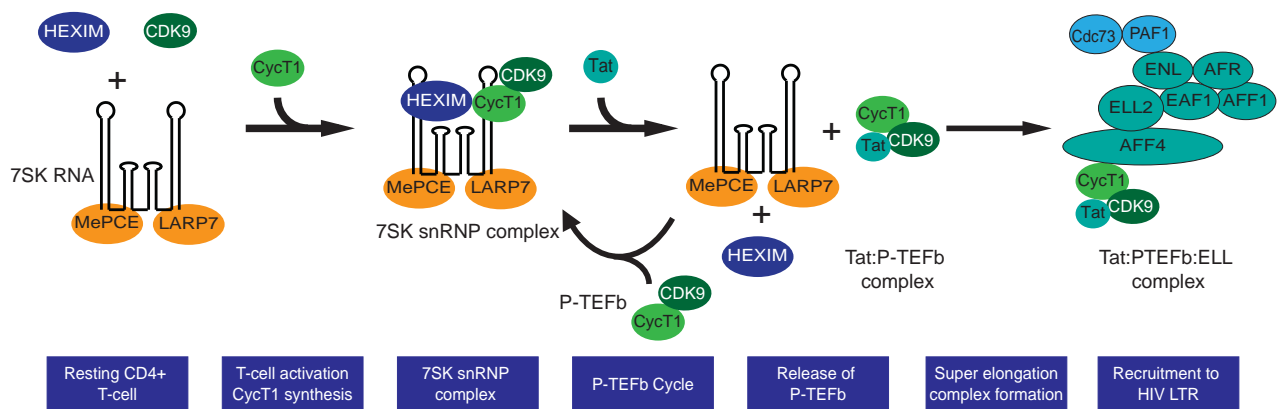 HEXIM
CDK9
+
7SK RNA
MePCE
LARP7
CycT1
HEXIM
CDK9
CycT1
MePCE
LARP7
7SK snRNP complex
Tat
MePCE
LARP7
+
HEXIM
P-TEFb
CDK9
CycT1
+
CycT1
Tat
CDK9
Tat:P-TEFb
complex
Cdc73
PAF1
ENL
AFR
ELL2
EAF1
AFF1
AFF4
CycT1
Tat
CDK9
Tat:PTEFb:ELL
complex
Resting CD4+
T-cell
T-cell activation
CycT1 synthesis
7SK snRNP
complex
P-TEFb Cycle
Release of
P-TEFb
Super elongation
complex formation
Recruitment to
HIV LTR